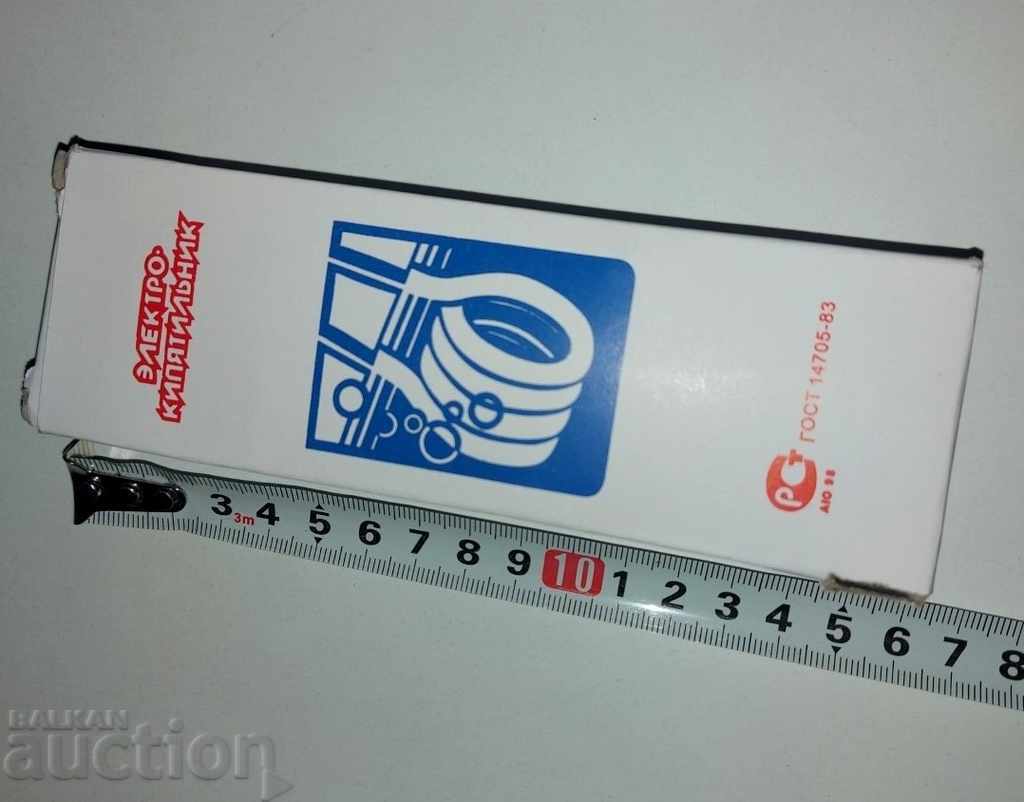 ЭЛЕКТРО-
КИПЯТИЛЬНИК
ГОСТ 14705-83
РСТ
АЮ 98
3 4 5 6 7 8 9 10 1 2 3 4 5 6 7 8
3m
BALKAN
auction